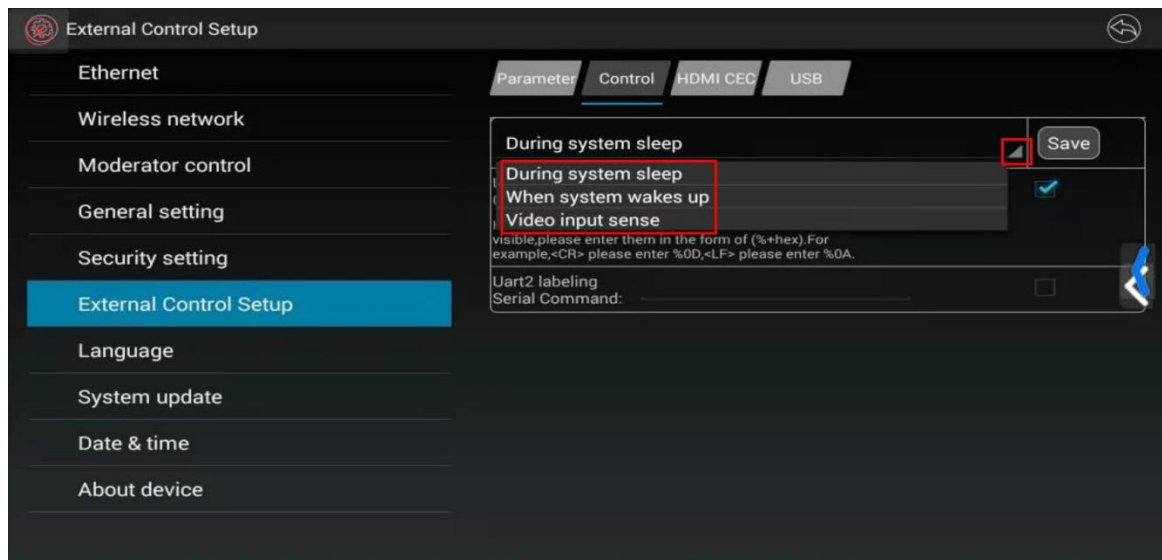 External Control Setup
Ethernet
Wireless network
Moderator control
General setting
Security setting
External Control Setup
Language
System update
Date & time
About device
Parameter
Control
HDMI CEC
USB
During system sleep
Save
During system sleep
When system wakes up
Video input sense
visible,please enter them in the form of (%+hex).For
example,<CR> please enter %0D,<LF> please enter %0A.
Uart2 labeling
Serial Command: